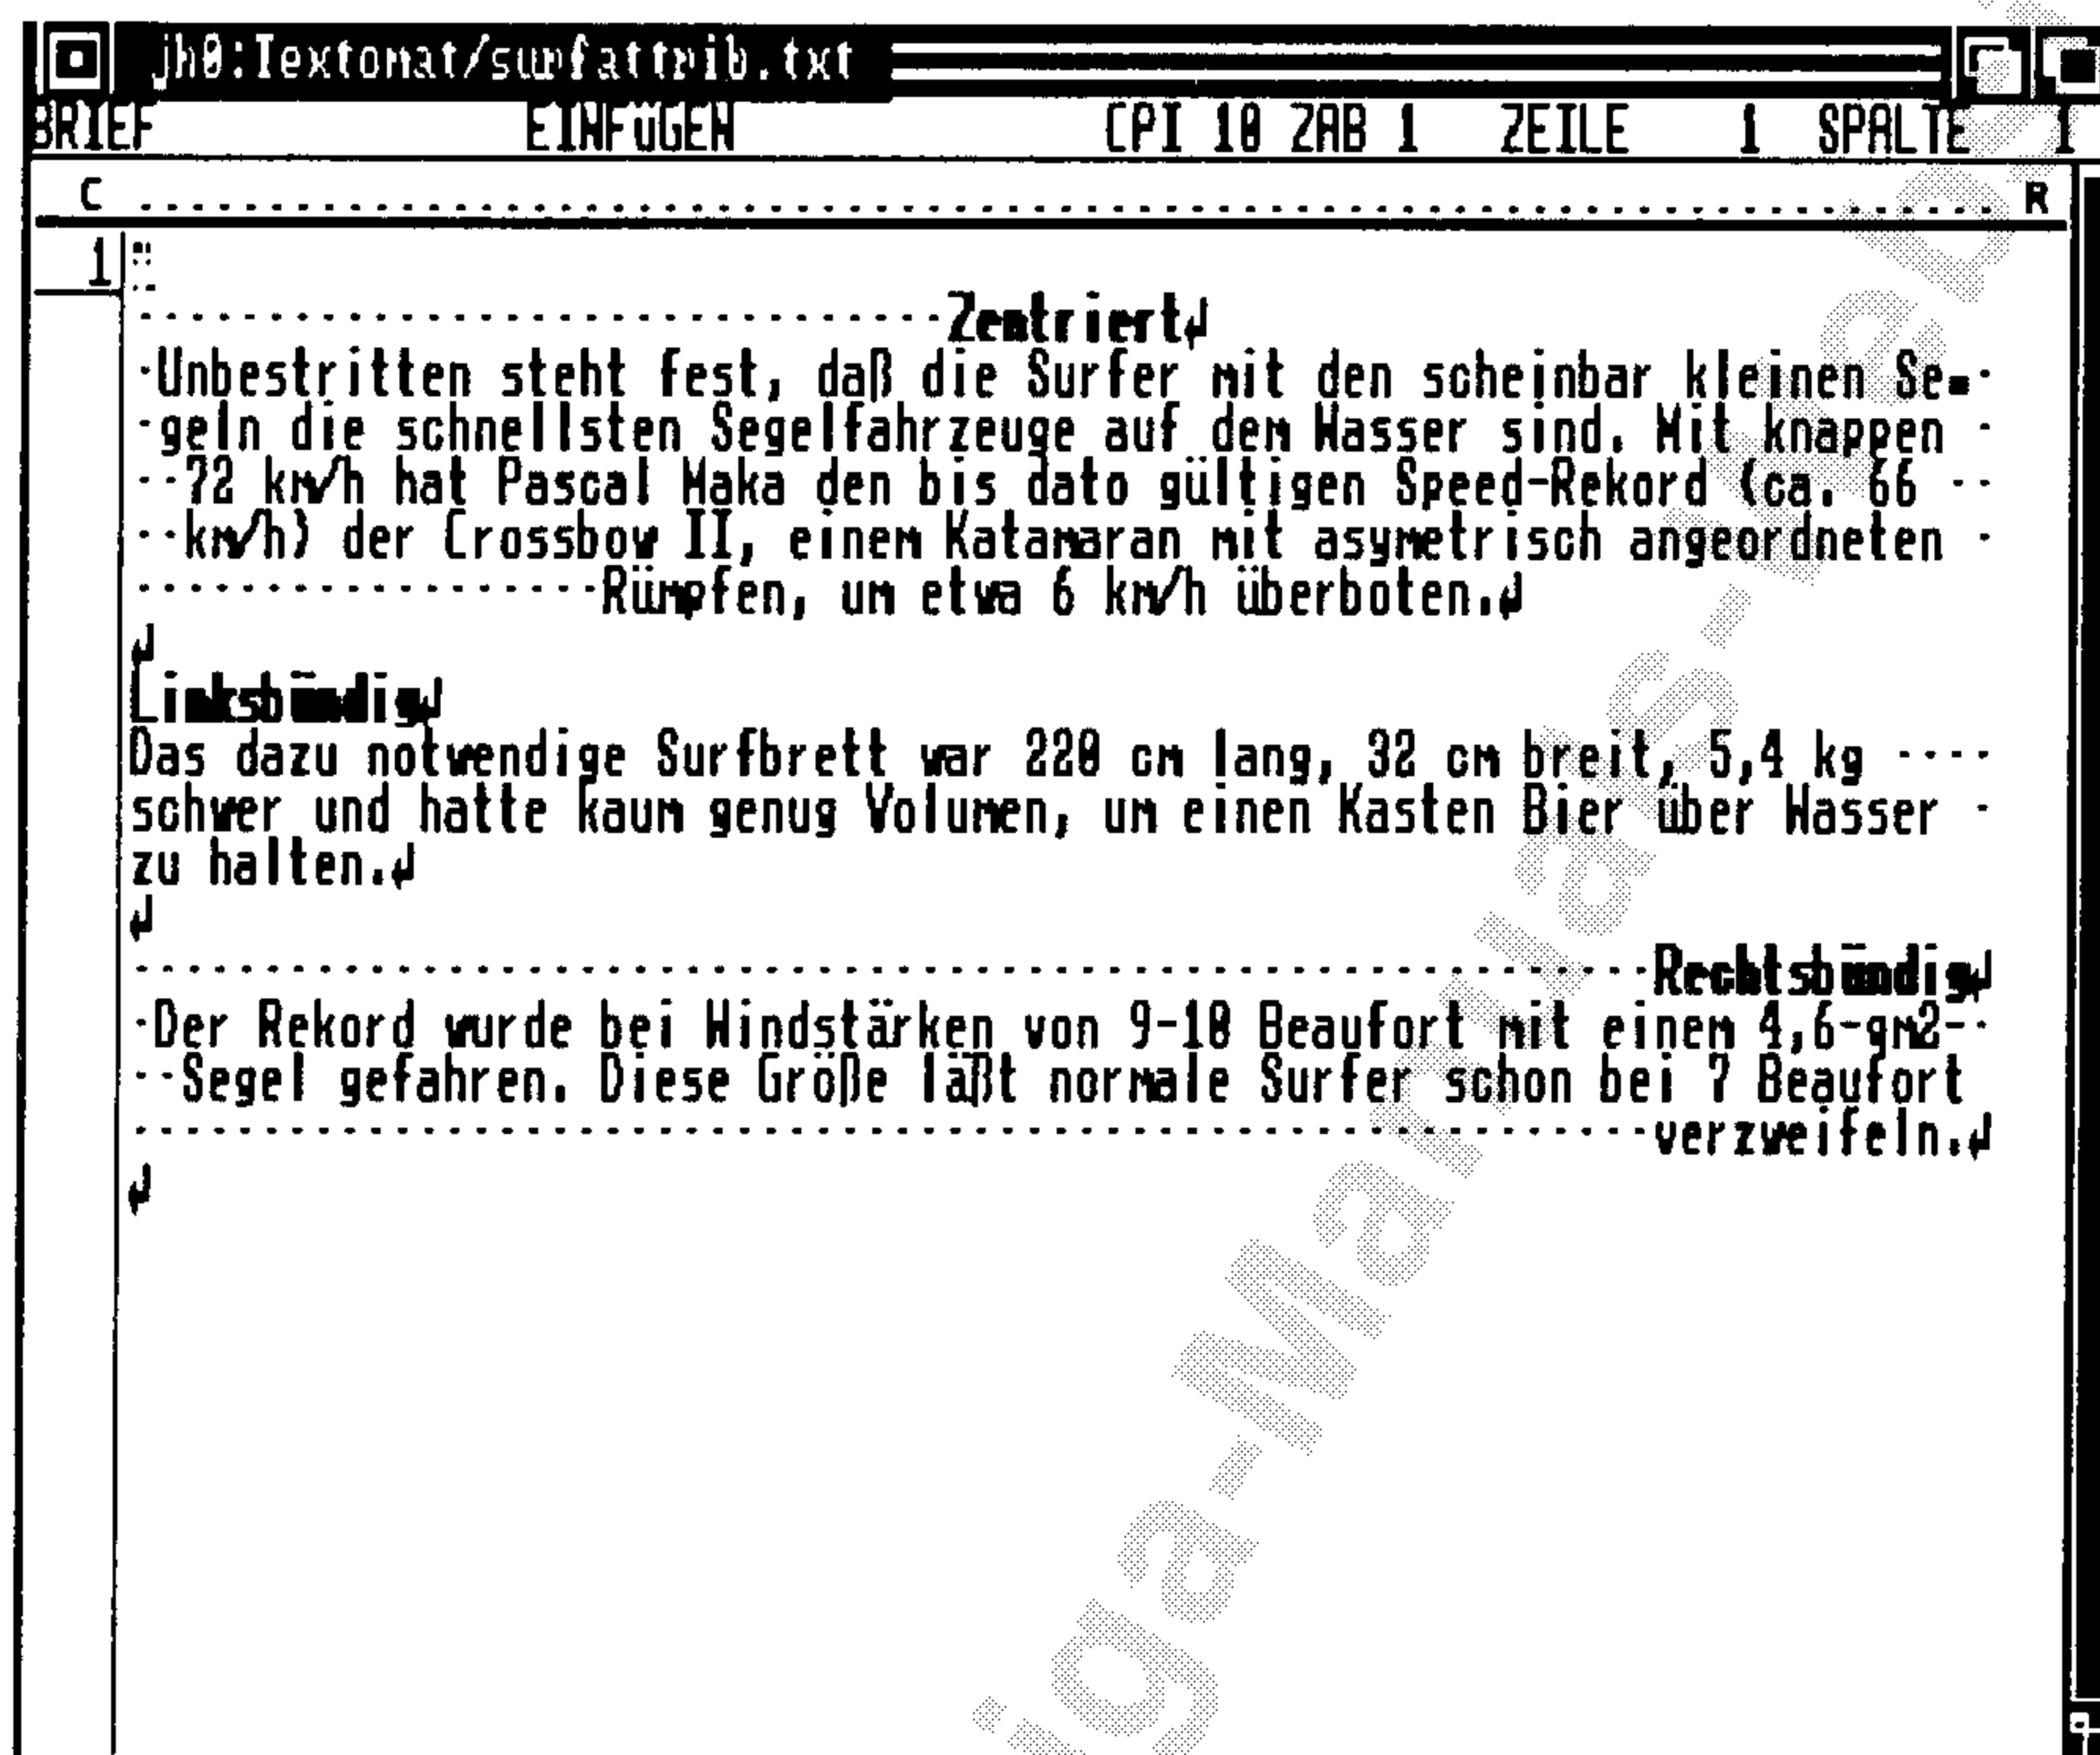 jh0:Textomat/surfattrib.txt
BRIEF EINFüGEN CPI 10 ZAB 1 ZEILE 1 SPALTE 1
C R
1
Zentriert
Unbestritten steht fest, daß die Surfer mit den scheinbar kleinen Se-
geln die schnellsten Segelfahrzeuge auf dem Wasser sind. Mit knappen
72 km/h hat Pascal Maka den bis dato gültigen Speed-Rekord (ca. 66
km/h) der Crossbow II, einem Katamaran mit asymetrisch angeordneten
Rümpfen, um etwa 6 km/h überboten.
Linksbündig
Das dazu notwendige Surfbrett war 220 cm lang, 32 cm breit, 5,4 kg
schwer und hatte kaum genug Volumen, um einen Kasten Bier über Wasser
zu halten.
Rechtsbündig
Der Rekord wurde bei Windstärken von 9-10 Beaufort mit einem 4,6-qm2-
Segel gefahren. Diese Größe läßt normale Surfer schon bei 7 Beaufort
verzweifeln.